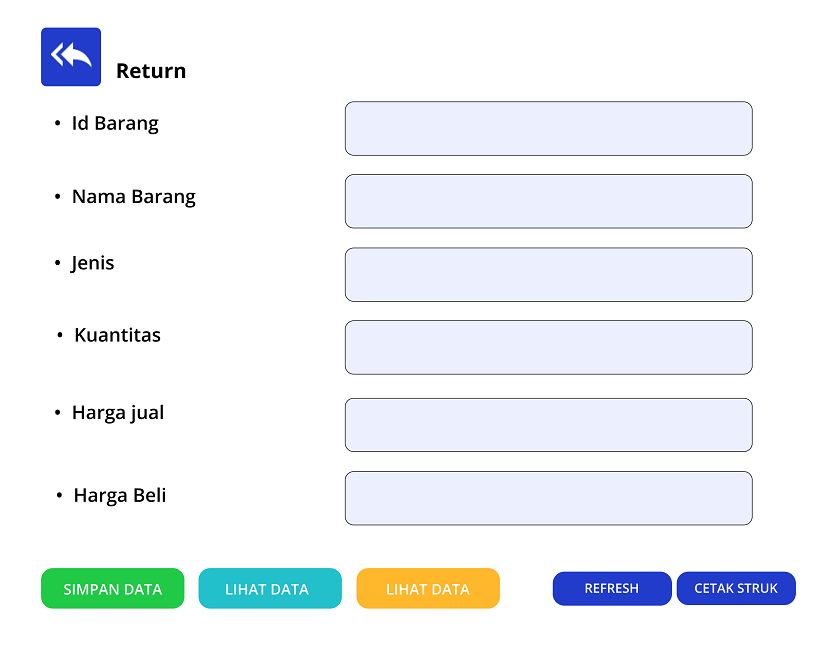 Return
• Id Barang
• Nama Barang
• Jenis
• Kuantitas
• Harga jual
• Harga Beli
SIMPAN DATA
LIHAT DATA
LIHAT DATA
REFRESH
CETAK STRUK